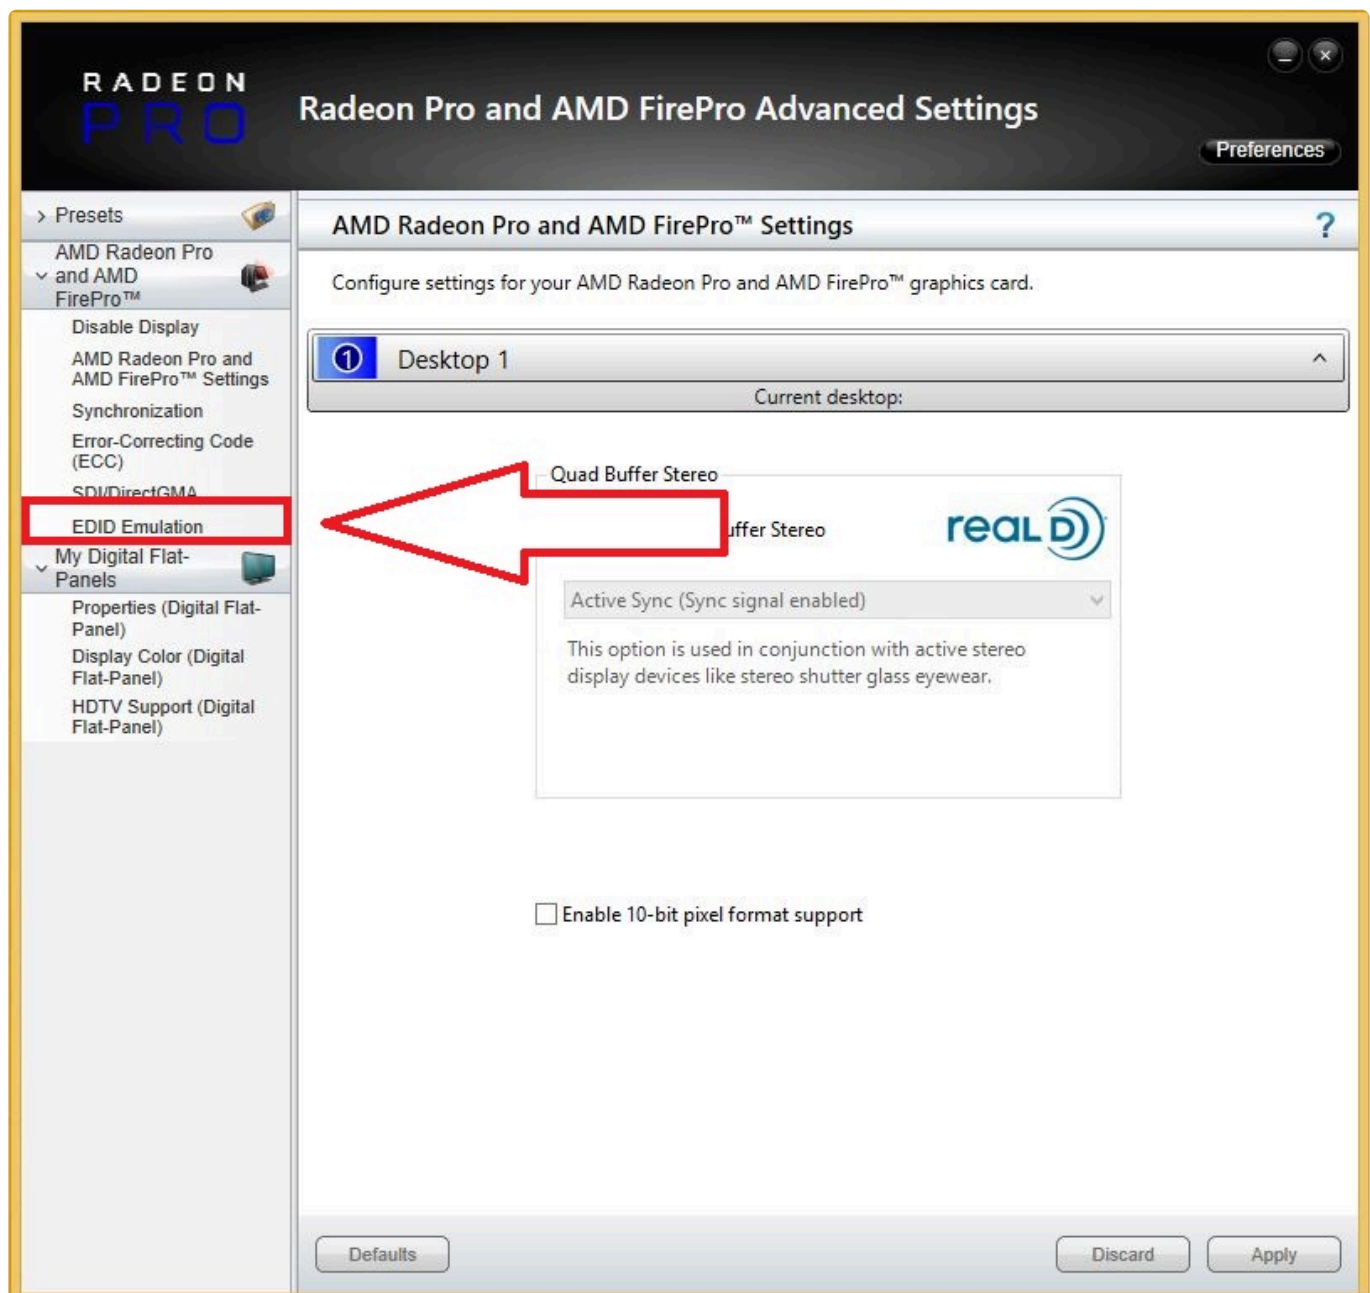 RADEON
PRO
Radeon Pro and AMD FirePro Advanced Settings
Preferences
Presets
AMD Radeon Pro
and AMD
FirePro™
Disable Display
AMD Radeon Pro and
AMD FirePro™ Settings
Synchronization
Error-Correcting Code
(ECC)
SDI/DirectGMA
EDID Emulation
My Digital Flat-
Panels
Properties (Digital Flat-
Panel)
Display Color (Digital
Flat-Panel)
HDTV Support (Digital
Flat-Panel)
AMD Radeon Pro and AMD FirePro™ Settings
?
Configure settings for your AMD Radeon Pro and AMD FirePro™ graphics card.
1 Desktop 1
Current desktop:
Quad Buffer Stereo
uffer Stereo
REAL D
Active Sync (Sync signal enabled)
This option is used in conjunction with active stereo
display devices like stereo shutter glass eyewear.
Enable 10-bit pixel format support
Defaults
Discard
Apply